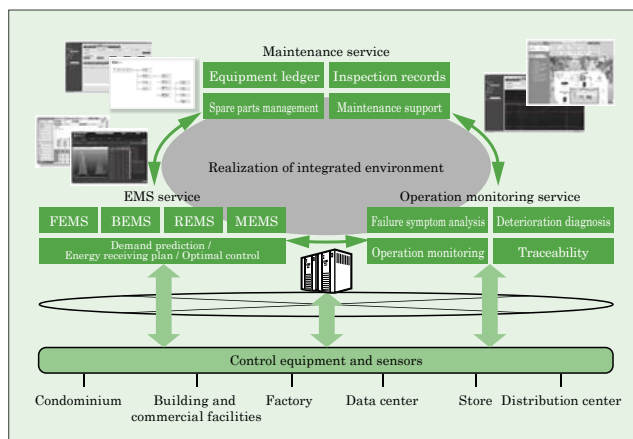 Maintenance service
Equipment ledger
Inspection records
Spare parts management
Maintenance support
Realization of integrated environment
EMS service
Operation monitoring service
FEMS
BEMS
REMS
MEMS
Failure symptom analysis
Deterioration diagnosis
Demand prediction /
Energy receiving plan / Optimal control
Operation monitoring
Traceability
Control equipment and sensors
Condominium
Building and
commercial facilities
Factory
Data center
Store
Distribution center